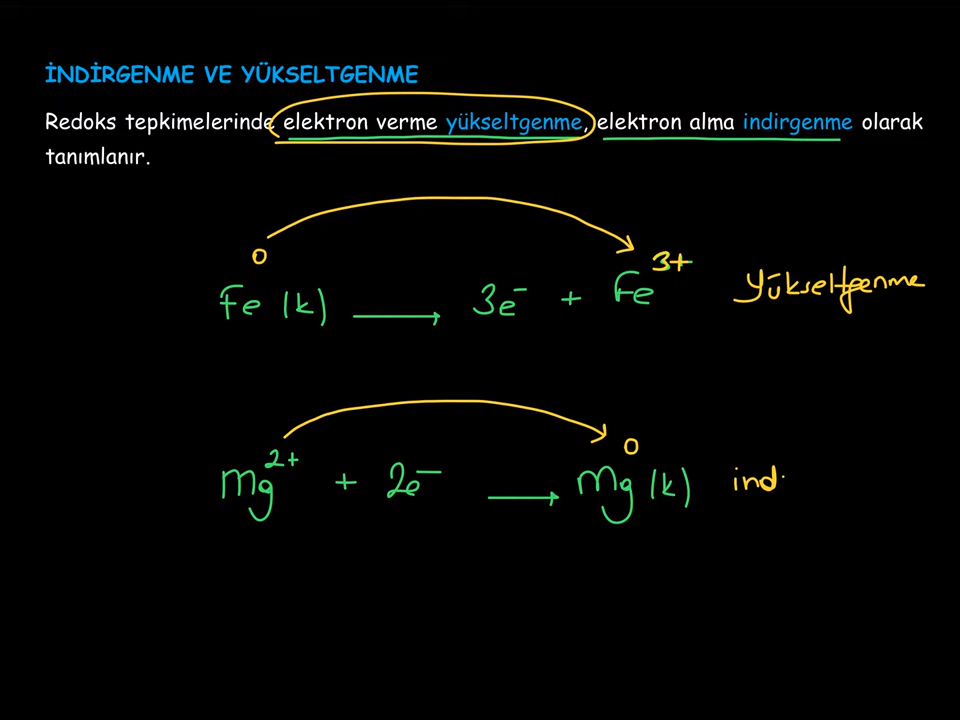 İNDİRGENME VE YÜKSELTGENME
Redoks tepkimelerinde elektron verme yükseltgenme, elektron alma indirgenme olarak
tanımlanır.
0 3+
Fe (k) → 3e⁻ + Fe Yükseltgenme
2+ 0
Mg + 2e⁻ → Mg (k) ind